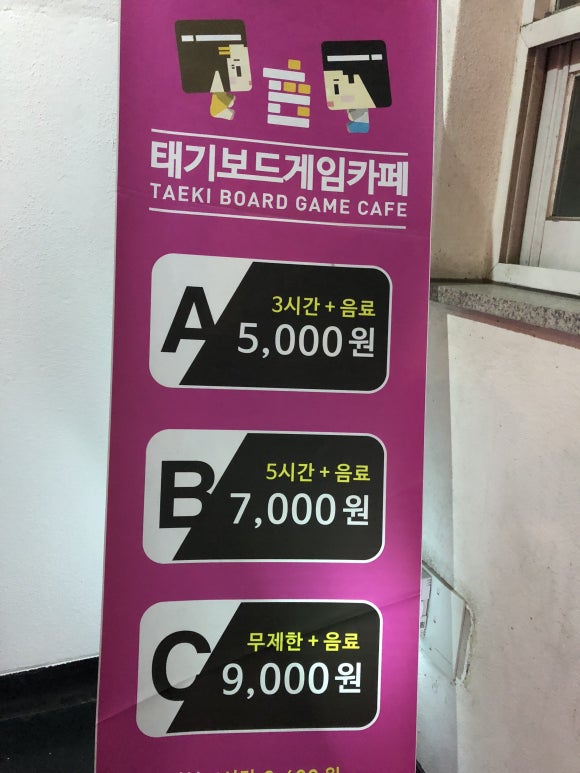 태기보드게임카페
TAEKI BOARD GAME CAFE
A
3시간 + 음료
5,000원
B
5시간 + 음료
7,000원
C
무제한 + 음료
9,000원